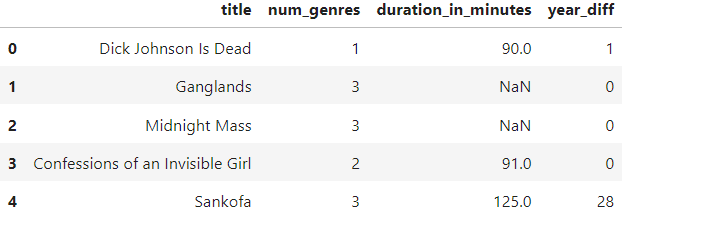 title num_genres duration_in_minutes year_diff
0 Dick Johnson Is Dead 1 90.0 1
1 Ganglands 3 NaN 0
2 Midnight Mass 3 NaN 0
3 Confessions of an Invisible Girl 2 91.0 0
4 Sankofa 3 125.0 28